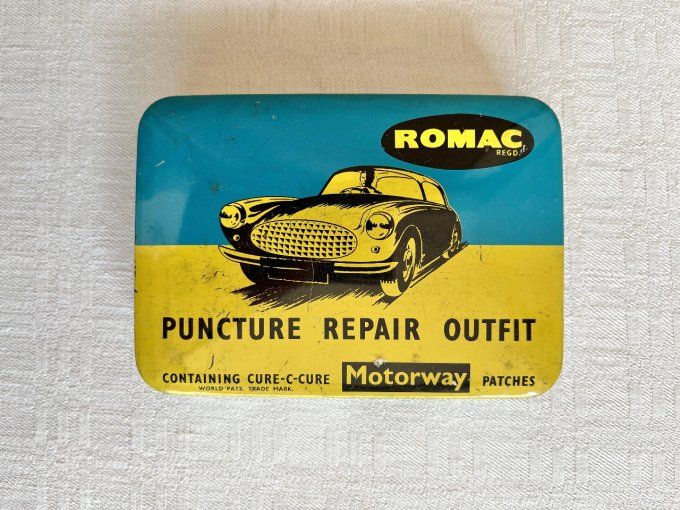 ROMAC
REGD.
PUNCTURE REPAIR OUTFIT
CONTAINING CURE-C-CURE Motorway PATCHES
WORLD PATS. TRADE MARK.